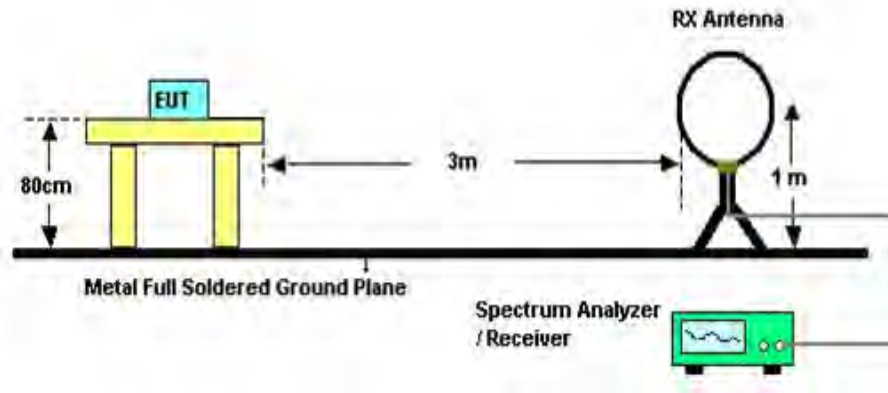 RX Antenna
EUT
3m
80cm
1 m
Metal Full Soldered Ground Plane
Spectrum Analyzer
/ Receiver